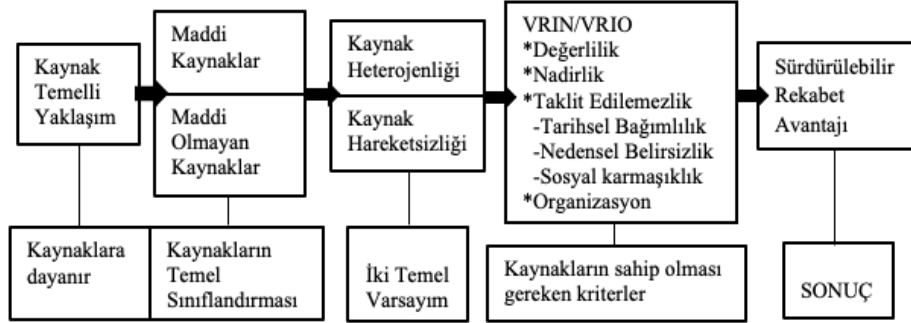 Kaynak
Temelli
Yaklaşım
Maddi
Kaynaklar
Maddi
Olmayan
Kaynaklar
Kaynak
Heterojenliği
Kaynak
Hareketsizliği
VRIN/VRIO
*Değerlilik
*Nadirlik
*Taklit Edilemezlik
-Tarihsel Bağımlılık
-Nedensel Belirsizlik
-Sosyal karmaşıklık
*Organizasyon
Sürdürülebilir
Rekabet
Avantajı
Kaynaklara
dayanır
Kaynakların
Temel
Sınıflandırması
İki Temel
Varsayım
Kaynakların sahip olması
gereken kriterler
SONUÇ